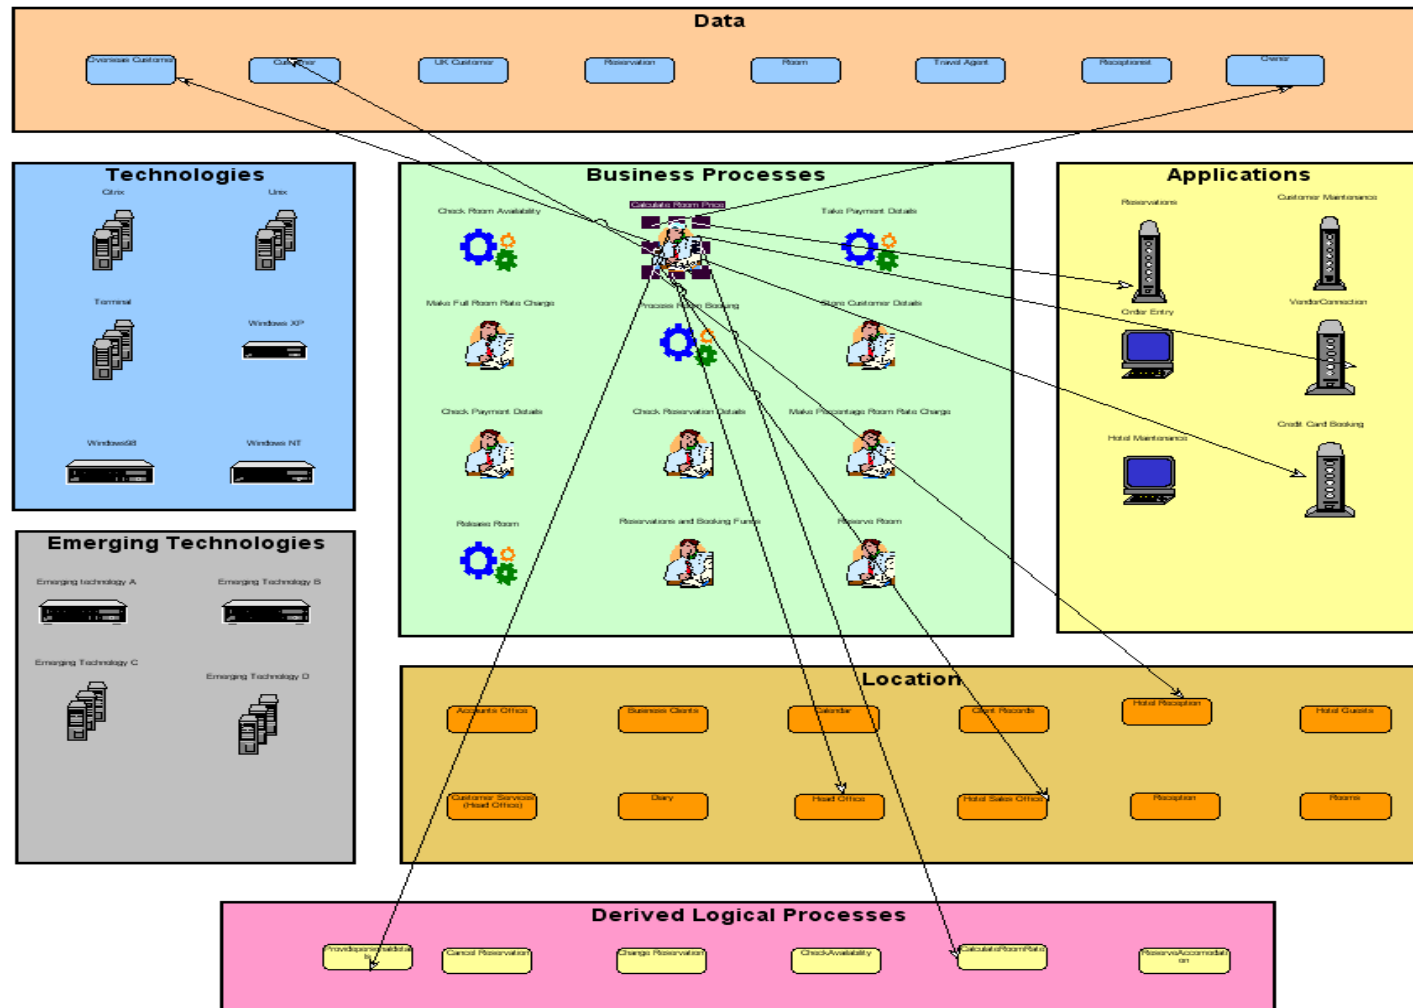 Data
Overseas Customer
Customer
UK Customer
Reservation
Room
Travel Agent
Receptionist
Owner
Technologies
Citrix
Unix
Terminal
Windows XP
Windows98
Windows NT
Business Processes
Check Room Availability
Calculate Room Price
Take Payment Details
Make Full Room Rate Charge
Process Room Booking
Store Customer Details
Check Payment Details
Check Reservation Details
Make Percentage Room Rate Charge
Release Room
Reservations and Booking Funds
Reserve Room
Applications
Reservations
Customer Maintenance
Order Entry
VendorConnection
Hotel Maintenance
Credit Card Booking
Emerging Technologies
Emerging technology A
Emerging Technology B
Emerging Technology C
Emerging Technology D
Location
Accounts Office
Business Clients
Calendar
Client Records
Hotel Reception
Hotel Guests
Customer Services
(Head Office)
Diary
Head Office
Hotel Sales Office
Reception
Rooms
Derived Logical Processes
Providepersonaldetai
ls
Cancel Reservation
Change Reservation
CheckAvailability
CalculateRoomRate
ReserveAccomodati
on